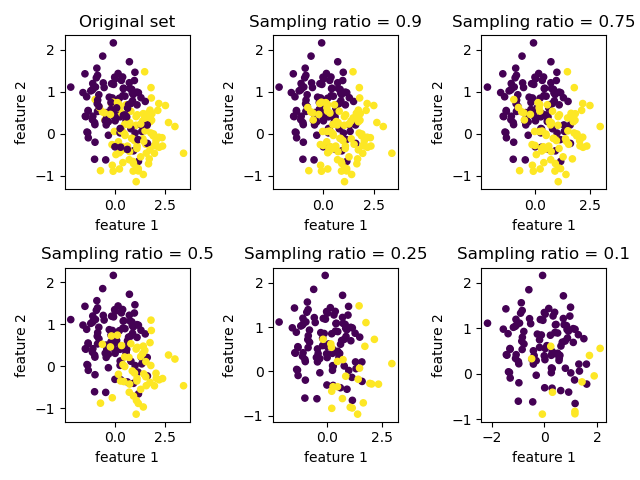 Original set
Sampling ratio = 0.9
Sampling ratio = 0.75
feature 2
2
1
0
−1
0.0
2.5
feature 1
feature 2
2
1
0
−1
0.0
2.5
feature 1
feature 2
2
1
0
−1
0.0
2.5
feature 1
Sampling ratio = 0.5
Sampling ratio = 0.25
Sampling ratio = 0.1
feature 2
2
1
0
−1
0.0
2.5
feature 1
feature 2
2
1
0
−1
0.0
2.5
feature 1
feature 2
2
1
0
−1
−2
0
2
feature 1